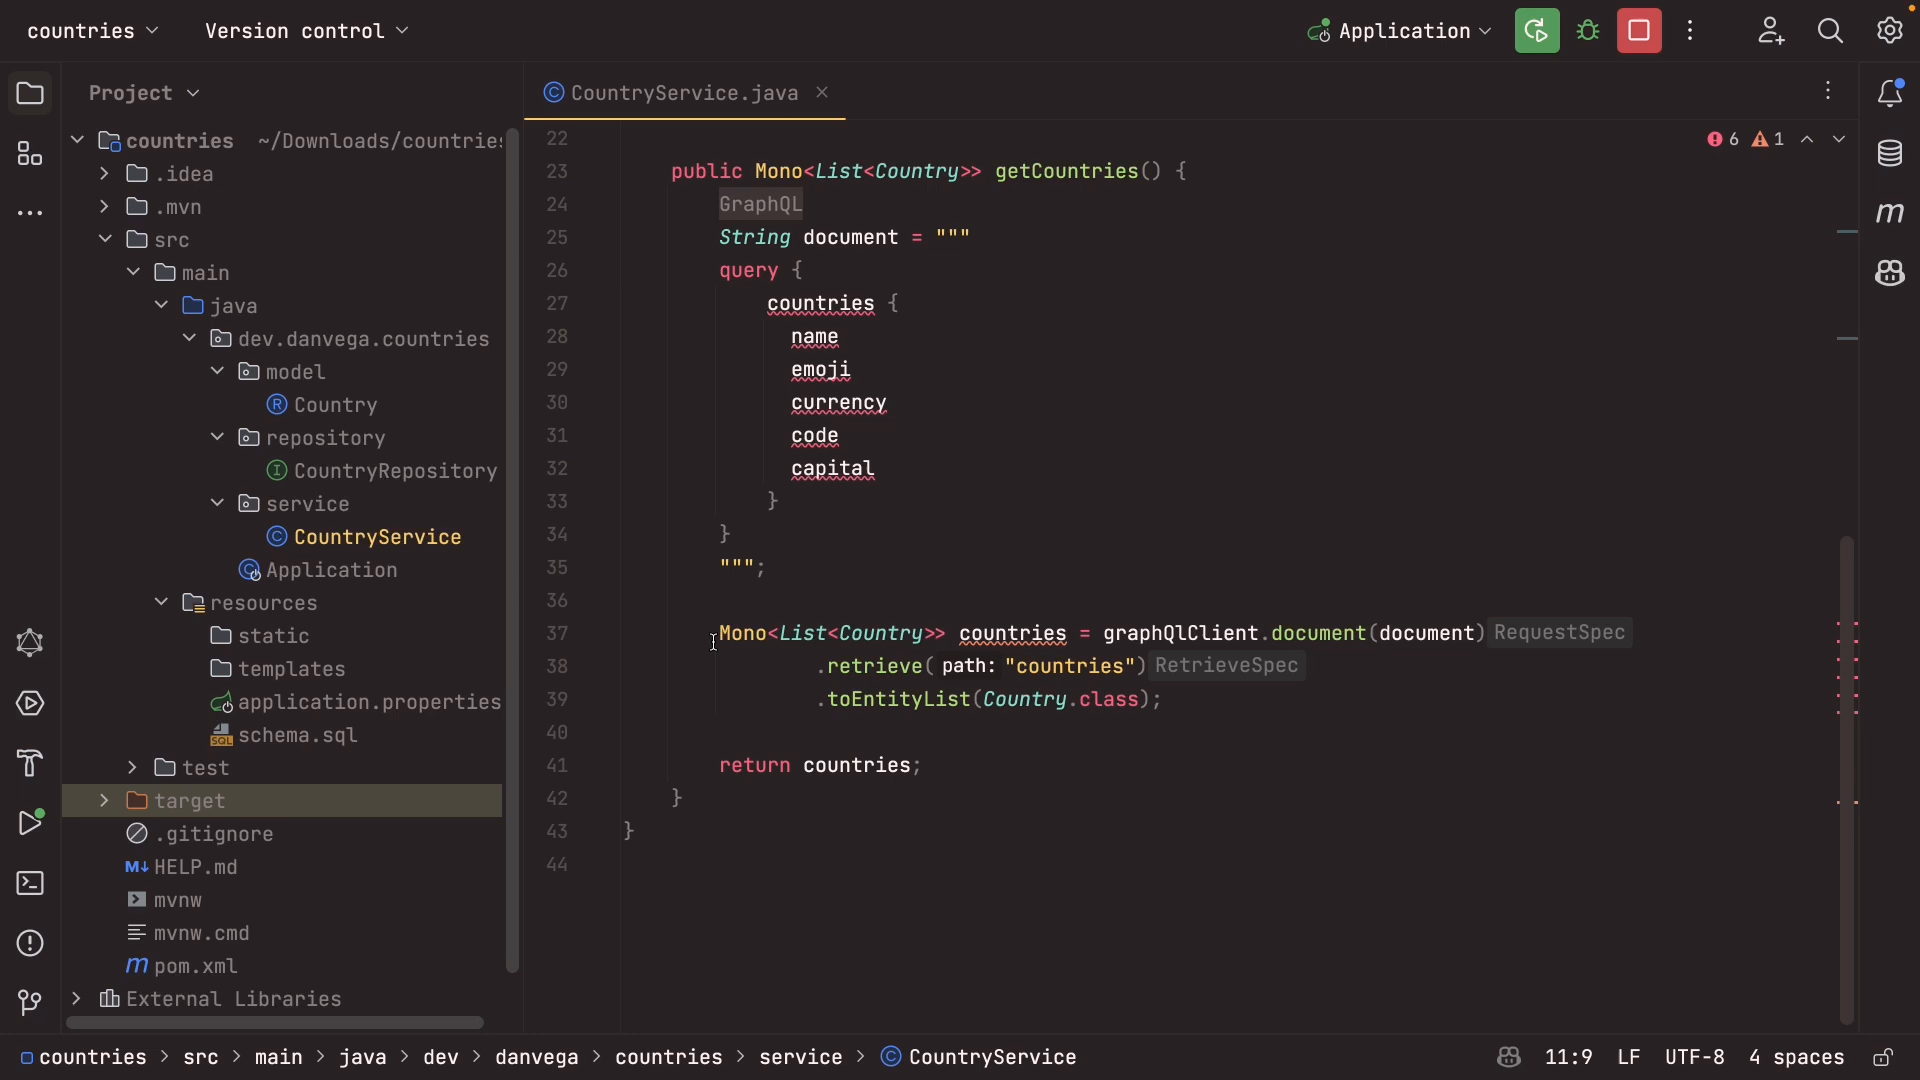 countries
Version control
Application
Project
CountryService.java
countries ~/Downloads/countries
.idea
.mvn
src
main
java
dev.danvega.countries
model
R Country
repository
I CountryRepository
service
C CountryService
C Application
resources
static
templates
application.properties
SQL schema.sql
test
target
.gitignore
M↓ HELP.md
mvnw
mvnw.cmd
m pom.xml
External Libraries
6 1
22
23 public Mono<List<Country>> getCountries() {
24 GraphQL
25 String document = """
26 query {
27 countries {
28 name
29 emoji
30 currency
31 code
32 capital
33 }
34 }
35 """;
36
37 Mono<List<Country>> countries = graphQlClient.document(document) RequestSpec
38 .retrieve( path: "countries") RetrieveSpec
39 .toEntityList(Country.class);
40
41 return countries;
42 }
43 }
44
m
countries > src > main > java > dev > danvega > countries > service > C CountryService
11:9 LF UTF-8 4 spaces